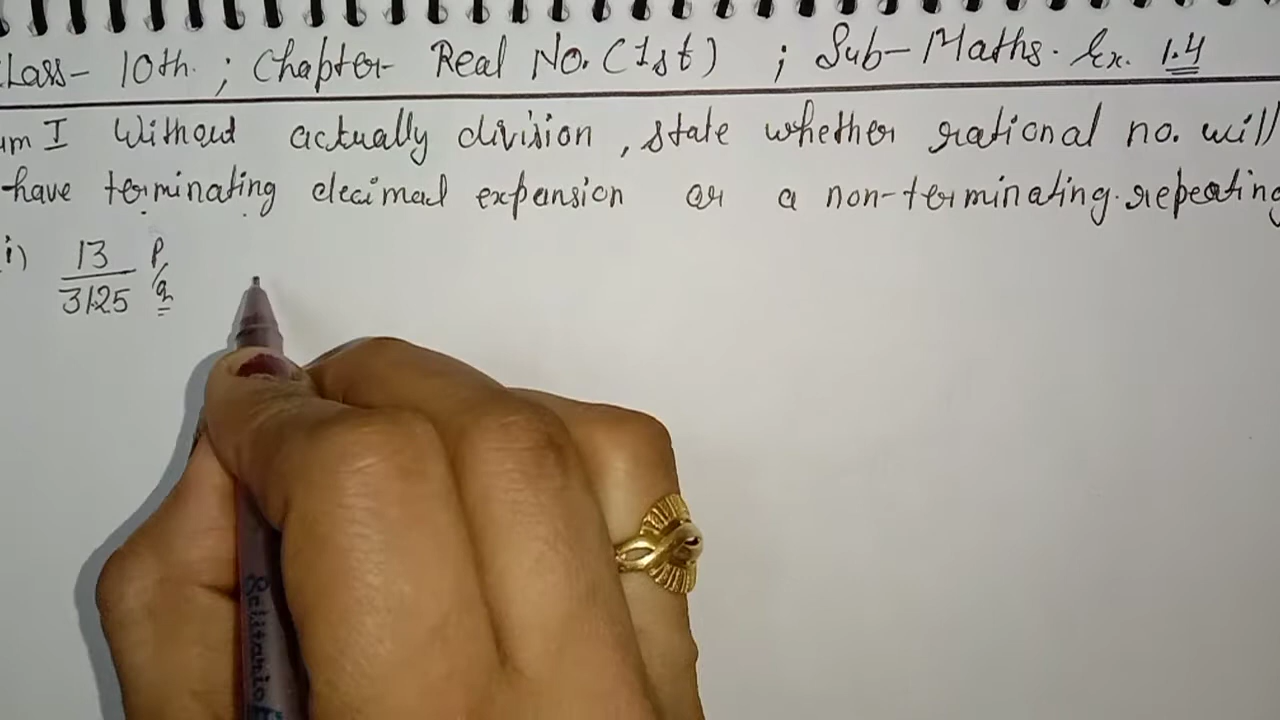 Class- 10th. ; Chapter- Real No. (1st) ; Sub- Maths. Ex. 1.4
um I Without actually division, state whether rational no. will
have terminating decimal expansion or a non-terminating repeating
i) 13 P
3125 q